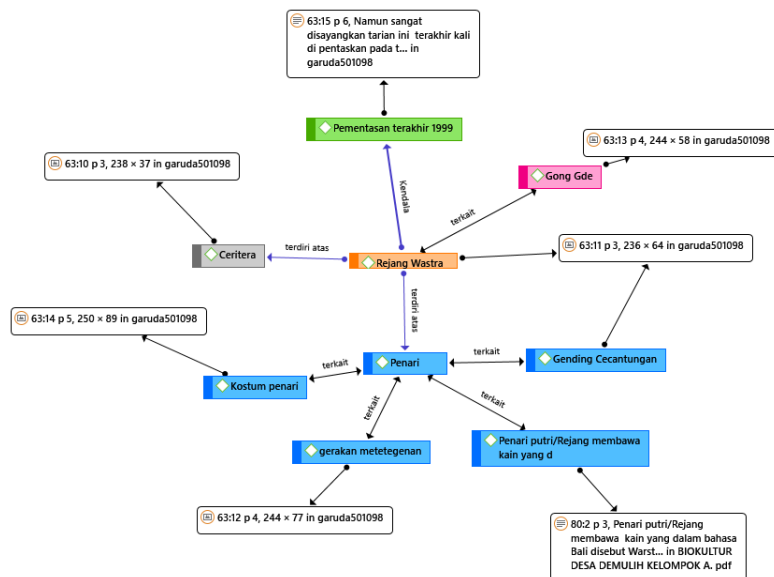 63:15 p 6, Namun sangat
disayangkan tarian ini terakhir kali
di pentaskan pada t... in
garuda501098
Pementasan terakhir 1999
63:13 p 4, 244 × 58 in garuda501098
63:10 p 3, 238 × 37 in garuda501098
Gong Gde
Kendala
terkait
63:11 p 3, 236 × 64 in garuda501098
Ceritera
terdiri atas
Rejang Wastra
terdiri atas
63:14 p 5, 250 × 89 in garuda501098
Penari
terkait
Gending Cecantungan
terkait
Kostum penari
terkait
terkait
gerakan metetegenan
Penari putri/Rejang membawa
kain yang d
63:12 p 4, 244 × 77 in garuda501098
80:2 p 3, Penari putri/Rejang
membawa kain yang dalam bahasa
Bali disebut Warst... in BIOKULTUR
DESA DEMULIH KELOMPOK A. pdf